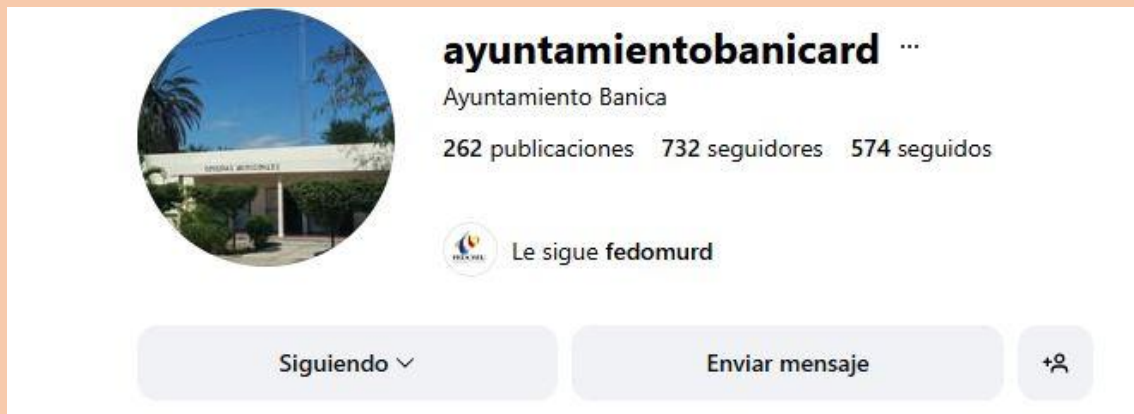 ayuntamientobanicard ...
Ayuntamiento Banica
262 publicaciones 732 seguidores 574 seguidos
Le sigue fedomurd
Siguiendo
Enviar mensaje